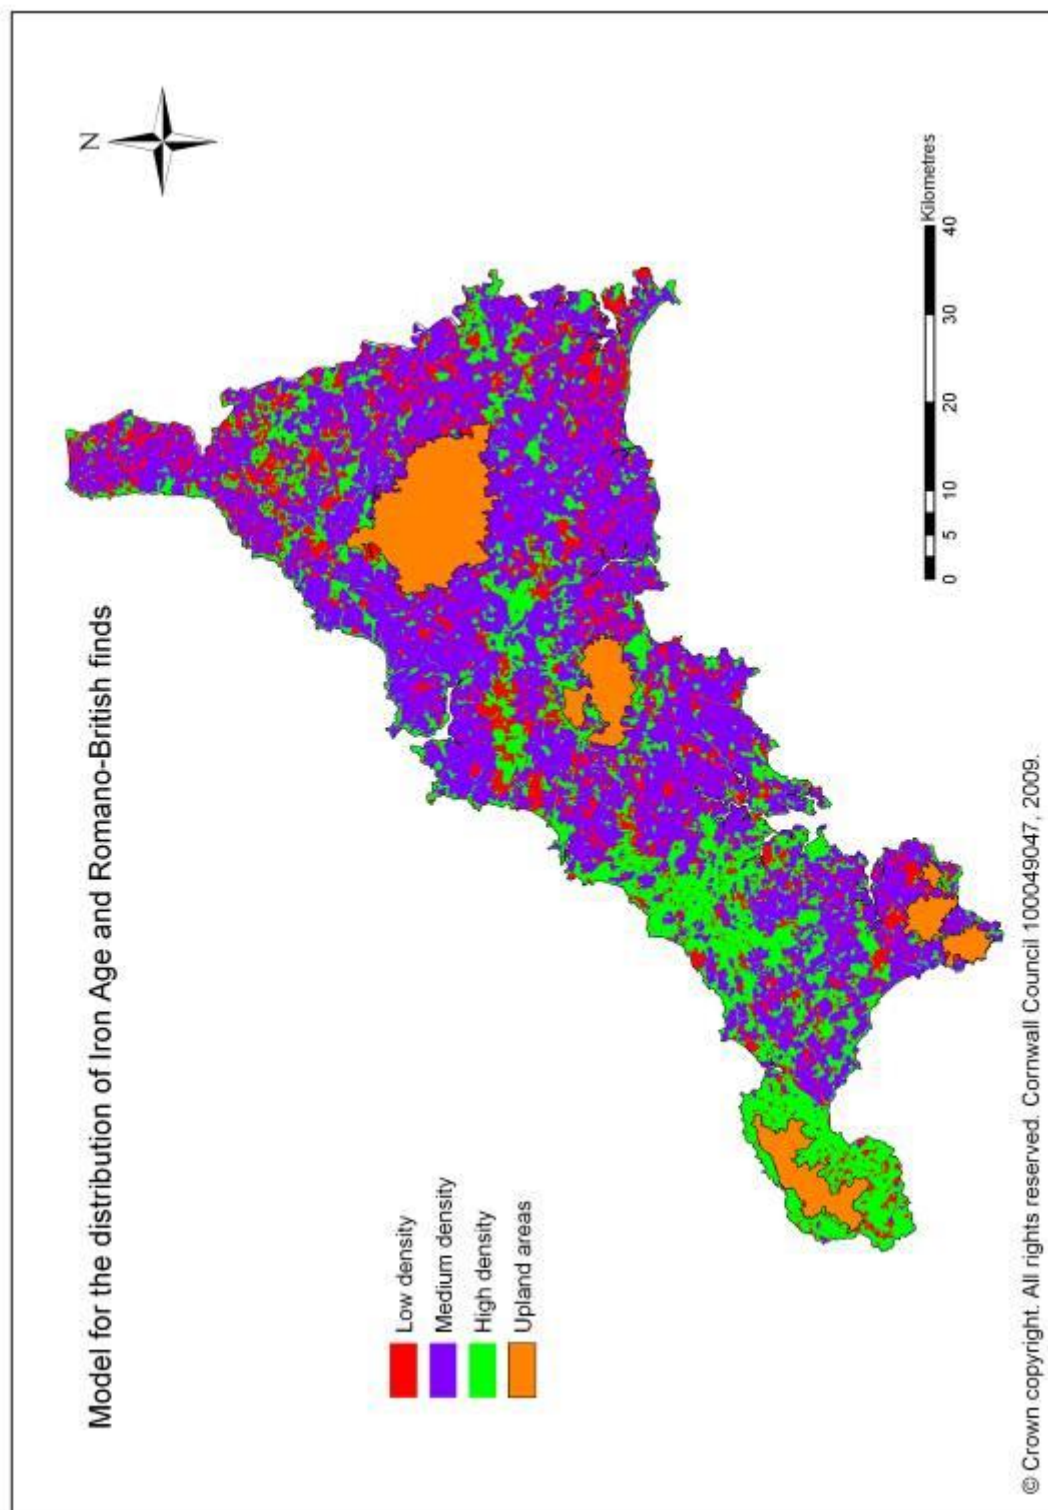 Model for the distribution of Iron Age and Romano-British finds
N
Low density
Medium density
High density
Upland areas
0 5 10 20 30 40
Kilometres
© Crown copyright. All rights reserved. Cornwall Council 100049047, 2009.